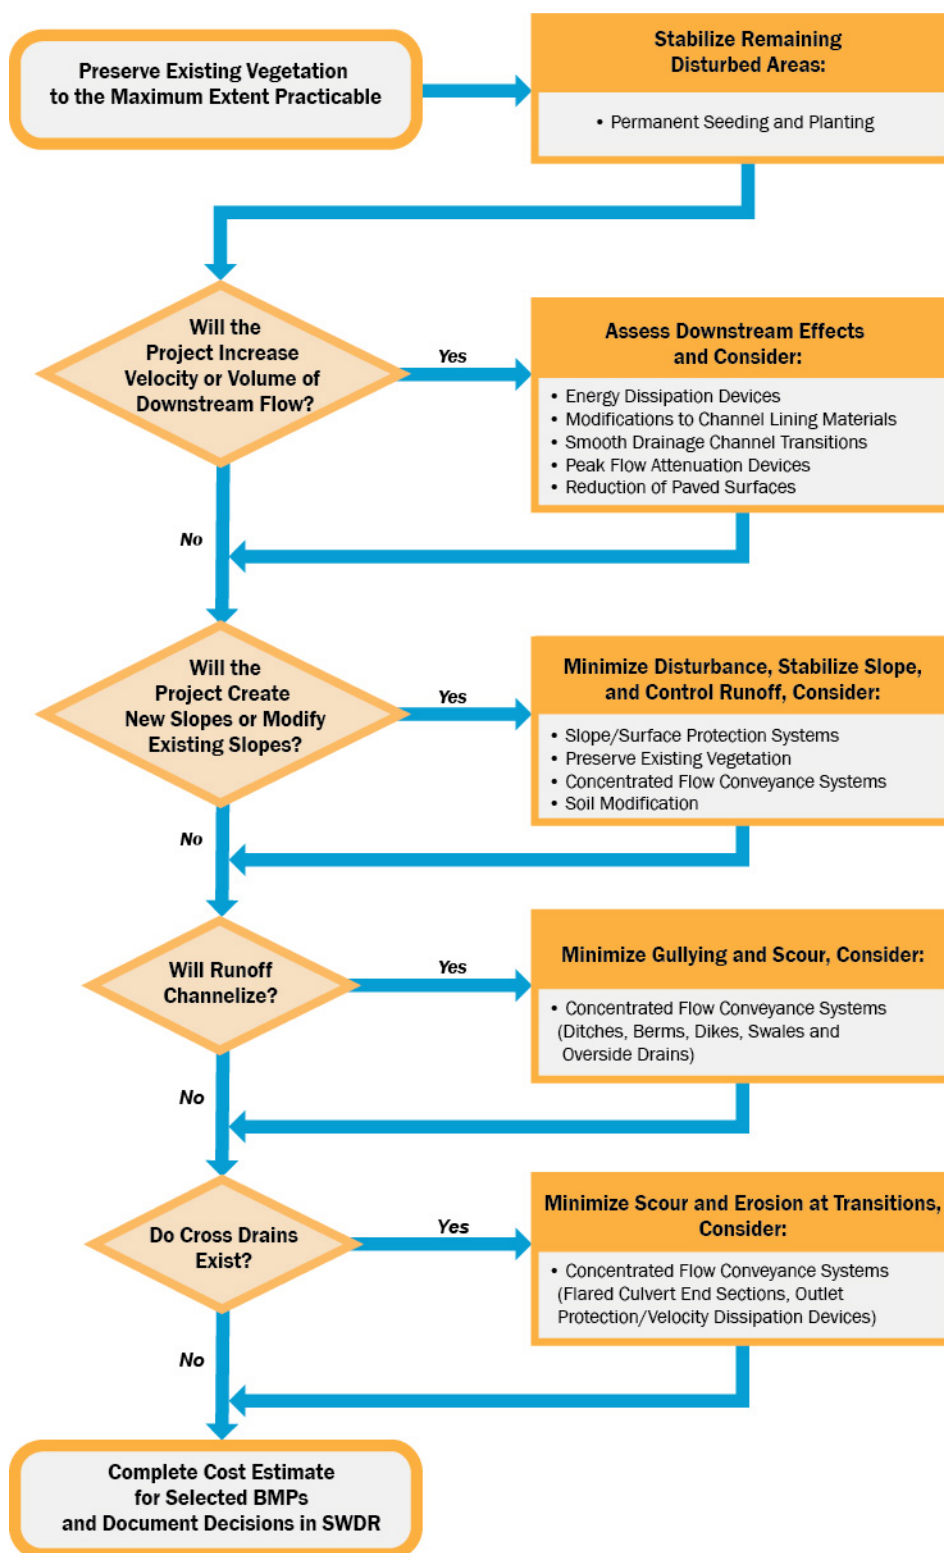 Preserve Existing Vegetation
to the Maximum Extent Practicable
Stabilize Remaining
Disturbed Areas:
• Permanent Seeding and Planting
Will the
Project Increase
Velocity or Volume of
Downstream Flow?
Yes
Assess Downstream Effects
and Consider:
• Energy Dissipation Devices
• Modifications to Channel Lining Materials
• Smooth Drainage Channel Transitions
• Peak Flow Attenuation Devices
• Reduction of Paved Surfaces
No
Will the
Project Create
New Slopes or Modify
Existing Slopes?
Yes
Minimize Disturbance, Stabilize Slope,
and Control Runoff, Consider:
• Slope/Surface Protection Systems
• Preserve Existing Vegetation
• Concentrated Flow Conveyance Systems
• Soil Modification
No
Will Runoff
Channelize?
Yes
Minimize Gullying and Scour, Consider:
• Concentrated Flow Conveyance Systems
(Ditches, Berms, Dikes, Swales and
Overside Drains)
No
Do Cross Drains
Exist?
Yes
Minimize Scour and Erosion at Transitions,
Consider:
• Concentrated Flow Conveyance Systems
(Flared Culvert End Sections, Outlet
Protection/Velocity Dissipation Devices)
No
Complete Cost Estimate
for Selected BMPs
and Document Decisions in SWDR